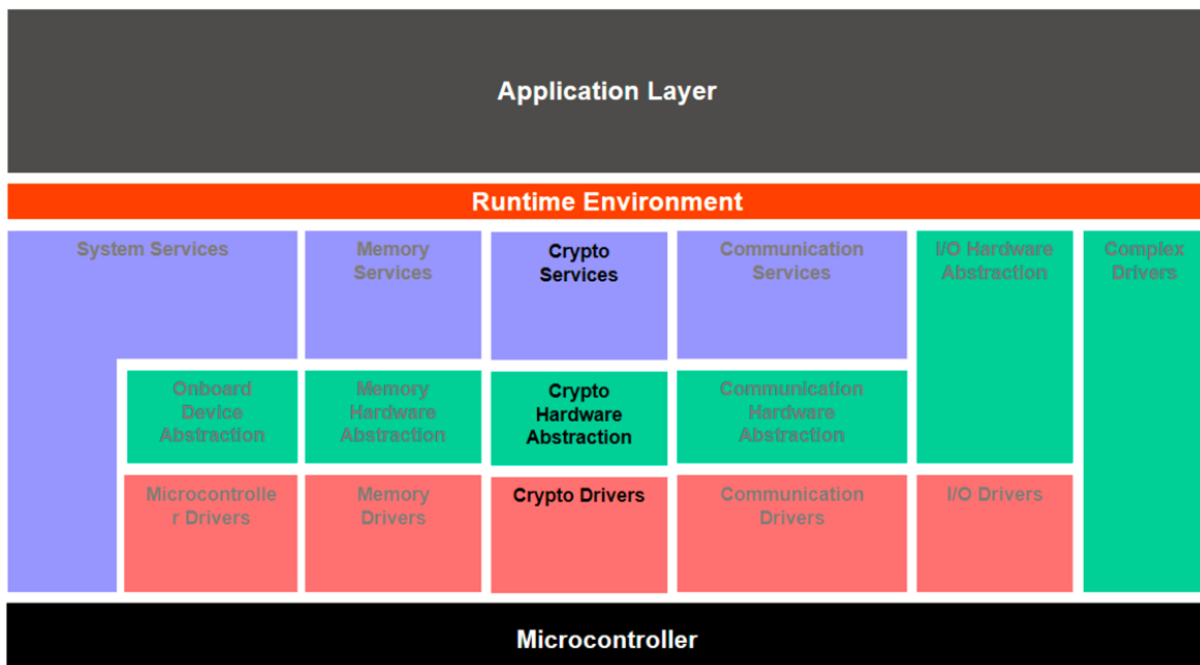 Application Layer
Runtime Environment
System Services
Memory
Services
Crypto
Services
Communication
Services
I/O Hardware
Abstraction
Complex
Drivers
Onboard
Device
Abstraction
Memory
Hardware
Abstraction
Crypto
Hardware
Abstraction
Communication
Hardware
Abstraction
Microcontrolle
r Drivers
Memory
Drivers
Crypto Drivers
Communication
Drivers
I/O Drivers
Microcontroller